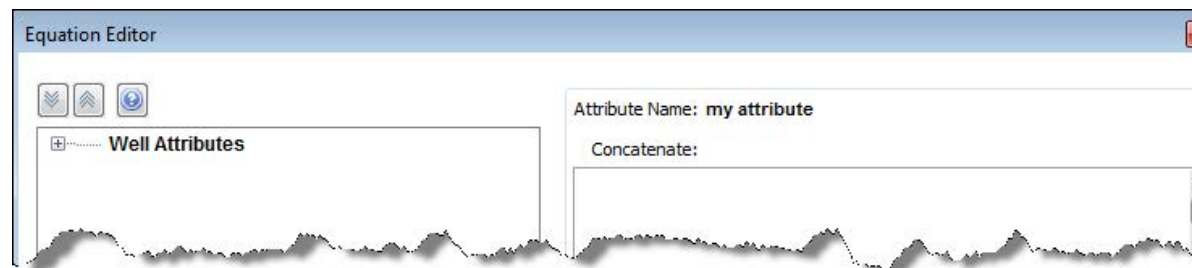 Equation Editor
Attribute Name: my attribute
Well Attributes
Concatenate: